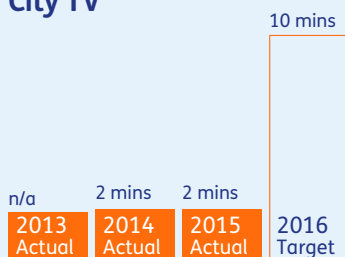 City TV
10 mins
n/a
2 mins
2 mins
2013
Actual
2014
Actual
2015
Actual
2016
Target